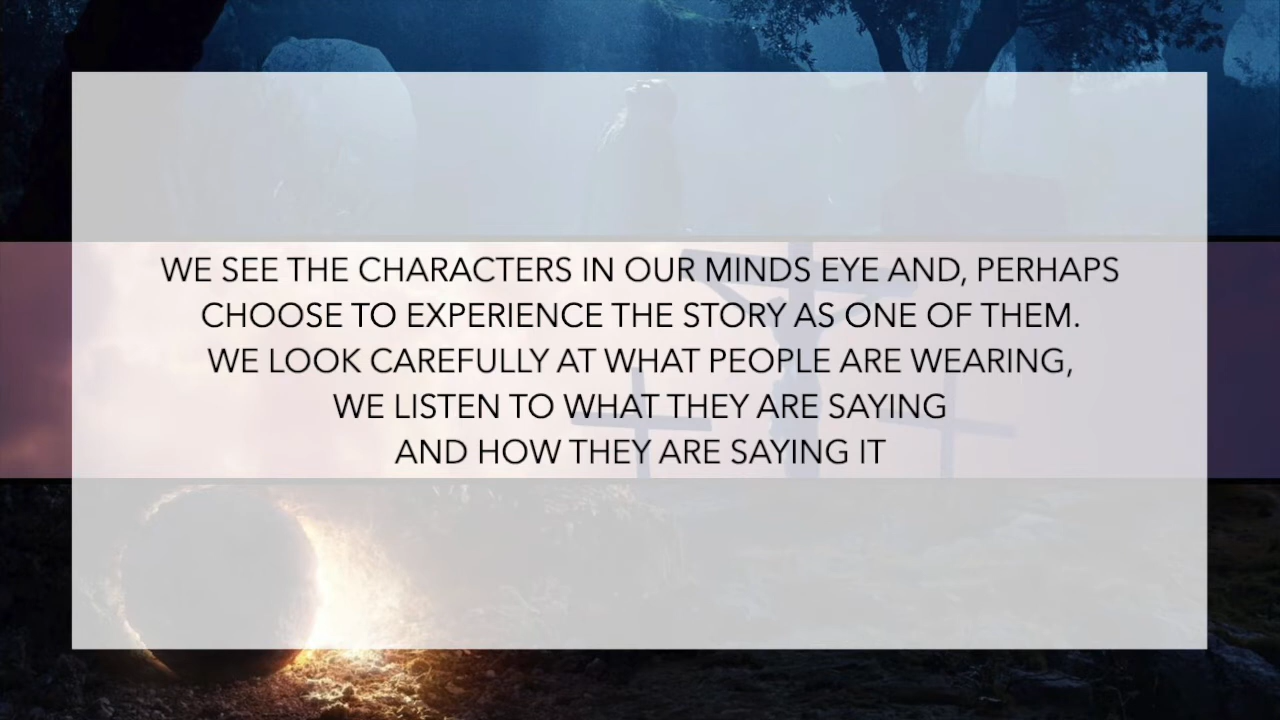 WE SEE THE CHARACTERS IN OUR MINDS EYE AND, PERHAPS
CHOOSE TO EXPERIENCE THE STORY AS ONE OF THEM.
WE LOOK CAREFULLY AT WHAT PEOPLE ARE WEARING,
WE LISTEN TO WHAT THEY ARE SAYING
AND HOW THEY ARE SAYING IT